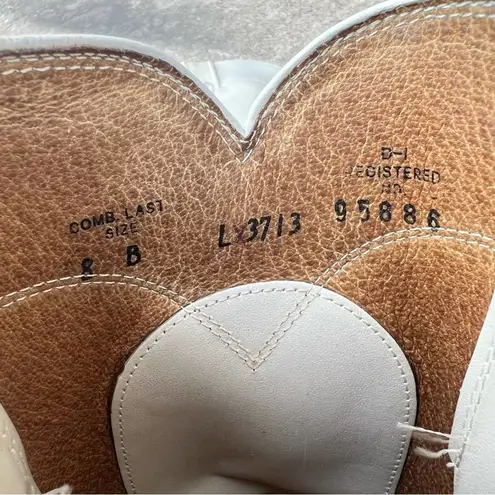 COMB LAST
SIZE
8 B
L 3713
B-1
REGISTERED
NO.
95886